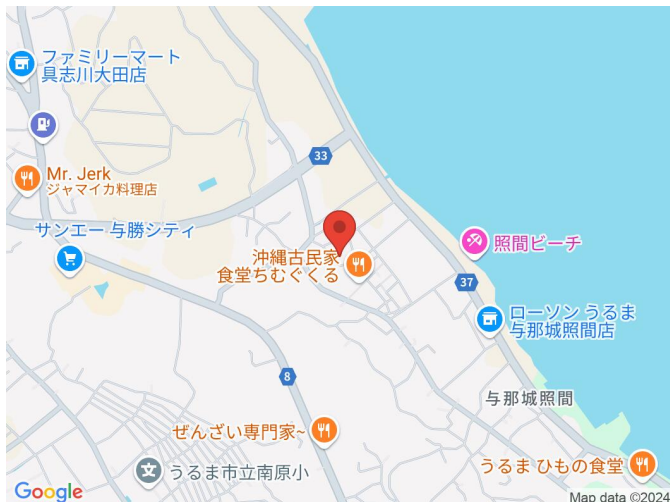 ファミリーマート
具志川大田店
Mr. Jerk
ジャマイカ料理店
33
サンエー 与勝シティ
沖縄古民家
食堂ちむぐくる
照間ビーチ
37
ローソン うるま
与那城照間店
8
与那城照間
ぜんざい専門家~
うるま市立南原小
文
うるま ひもの食堂
Google
Map data ©2024